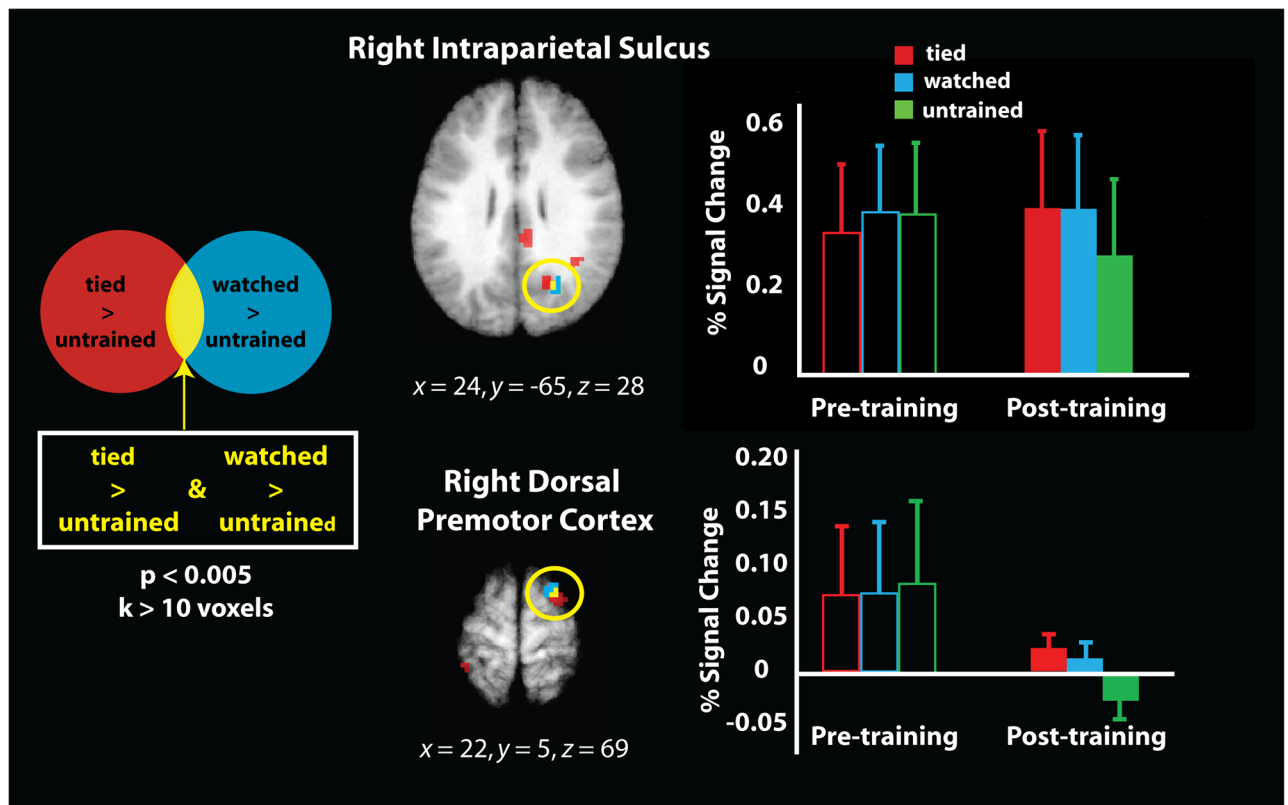 Right Intraparietal Sulcus
tied
watched
untrained
% Signal Change
0.6
0.4
0.2
0
Pre-training Post-training
x = 24, y = -65, z = 28
tied
>
untrained
watched
>
untrained
tied watched
> & >
untrained untrained
p < 0.005
k > 10 voxels
Right Dorsal
Premotor Cortex
x = 22, y = 5, z = 69
% Signal Change
0.20
0.15
0.10
0.05
0
-0.05
Pre-training Post-training